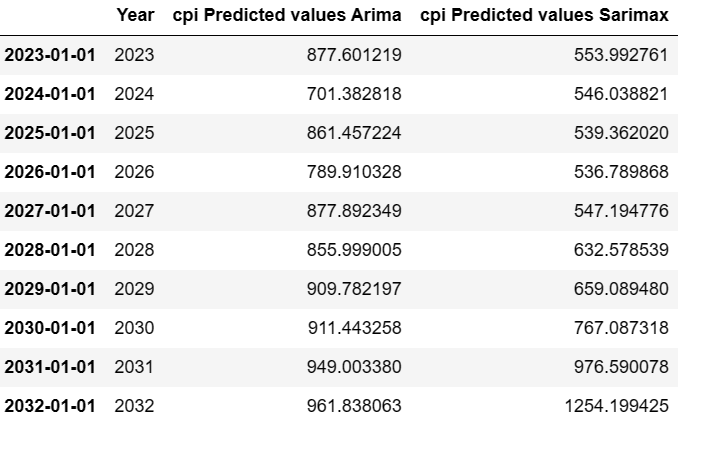 Year cpi Predicted values Arima cpi Predicted values Sarimax
2023-01-01 2023 877.601219 553.992761
2024-01-01 2024 701.382818 546.038821
2025-01-01 2025 861.457224 539.362020
2026-01-01 2026 789.910328 536.789868
2027-01-01 2027 877.892349 547.194776
2028-01-01 2028 855.999005 632.578539
2029-01-01 2029 909.782197 659.089480
2030-01-01 2030 911.443258 767.087318
2031-01-01 2031 949.003380 976.590078
2032-01-01 2032 961.838063 1254.199425